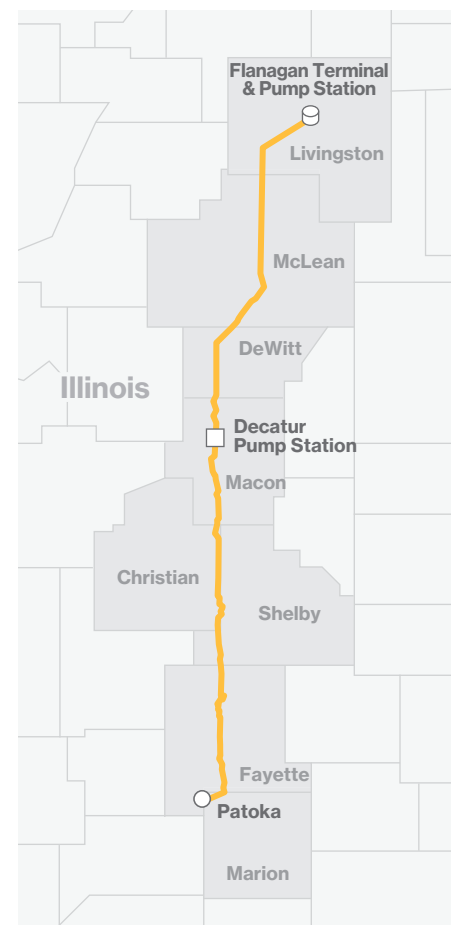 Flanagan Terminal
& Pump Station
Livingston
McLean
DeWitt
Illinois
Decatur
Pump Station
Macon
Christian
Shelby
Fayette
Patoka
Marion